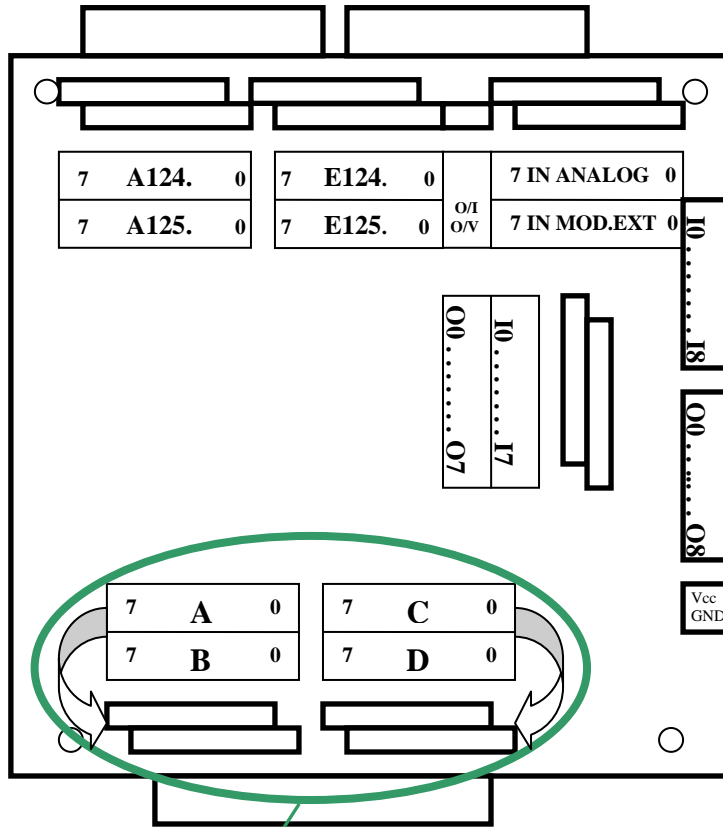 7 A124. 0
7 A125. 0
7 E124. 0
7 E125. 0
O/I
O/V
7 IN ANALOG 0
7 IN MOD.EXT 0
I0 . . . . . . . . I8
O0 . . . . . . . . O7
I0 . . . . . . . . I7
O0 . . . . . . . . O8
7 A 0
7 B 0
7 C 0
7 D 0
Vcc
GND